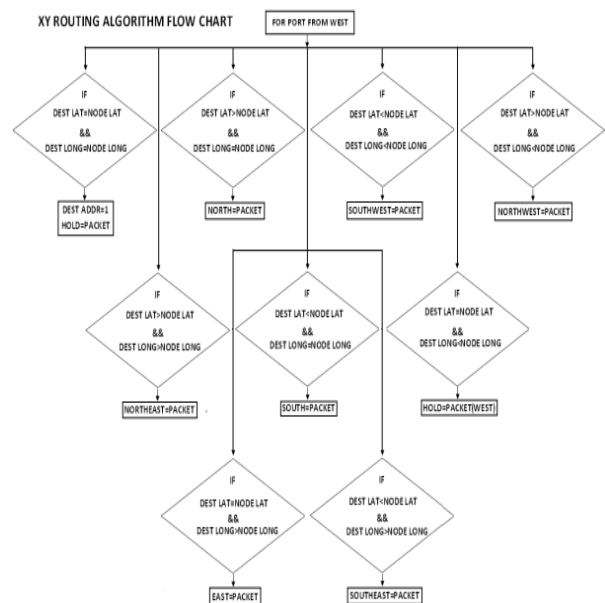 XY ROUTING ALGORITHM FLOW CHART
FOR PORT FROM WEST
IF
DEST LAT=NODE LAT
&&
DEST LONG=NODE LONG
DEST ADDR=1
HOLD=PACKET
IF
DEST LAT>NODE LAT
&&
DEST LONG=NODE LONG
NORTH=PACKET
IF
DEST LAT<NODE LAT
&&
DEST LONG<NODE LONG
SOUTHWEST=PACKET
IF
DEST LAT>NODE LAT
&&
DEST LONG<NODE LONG
NORTHWEST=PACKET
IF
DEST LAT>NODE LAT
&&
DEST LONG>NODE LONG
NORTHEAST=PACKET
IF
DEST LAT<NODE LAT
&&
DEST LONG=NODE LONG
SOUTH=PACKET
IF
DEST LAT=NODE LAT
&&
DEST LONG<NODE LONG
HOLD=PACKET(WEST)
IF
DEST LAT=NODE LAT
&&
DEST LONG>NODE LONG
EAST=PACKET
IF
DEST LAT<NODE LAT
&&
DEST LONG>NODE LONG
SOUTHEAST=PACKET